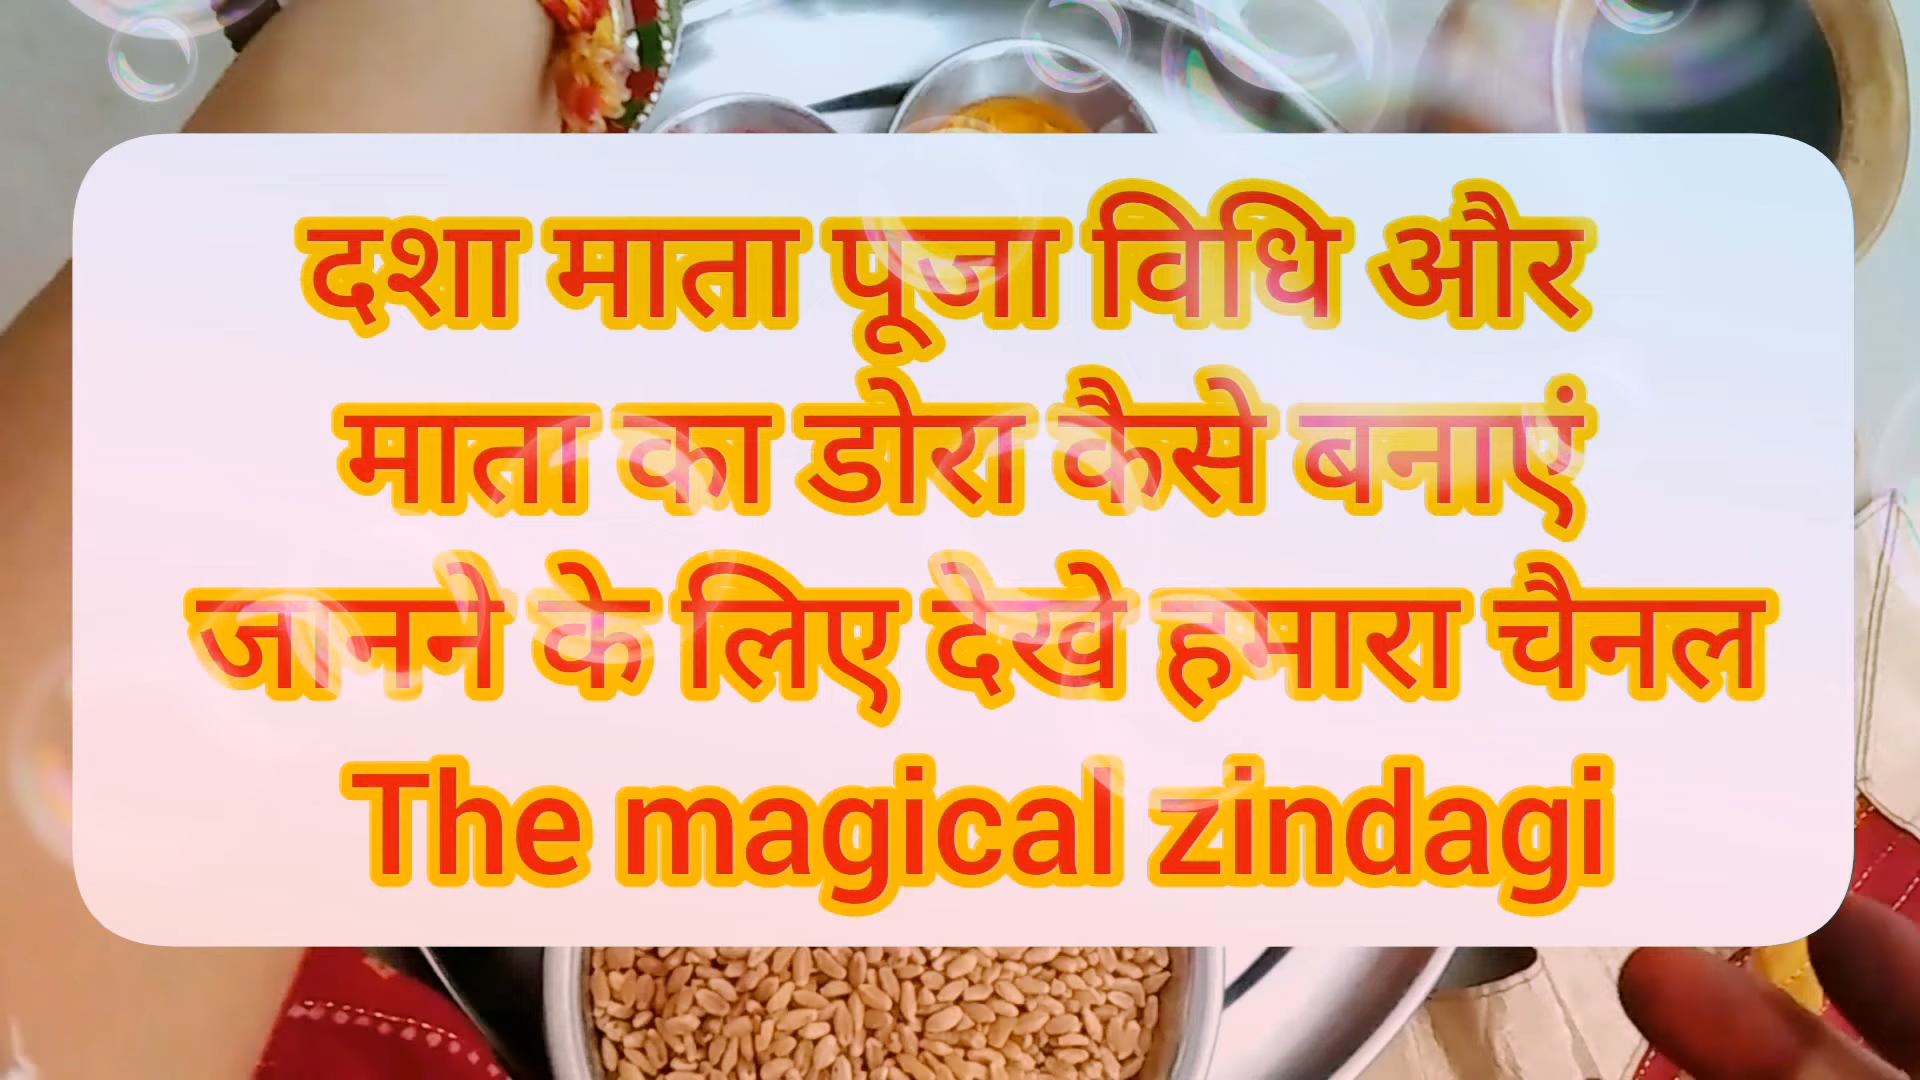 दशा माता पूजा विधि और
माता का डोरा कैसे बनाएं
जानने के लिए देखे हमारा चैनल
The magical zindagi